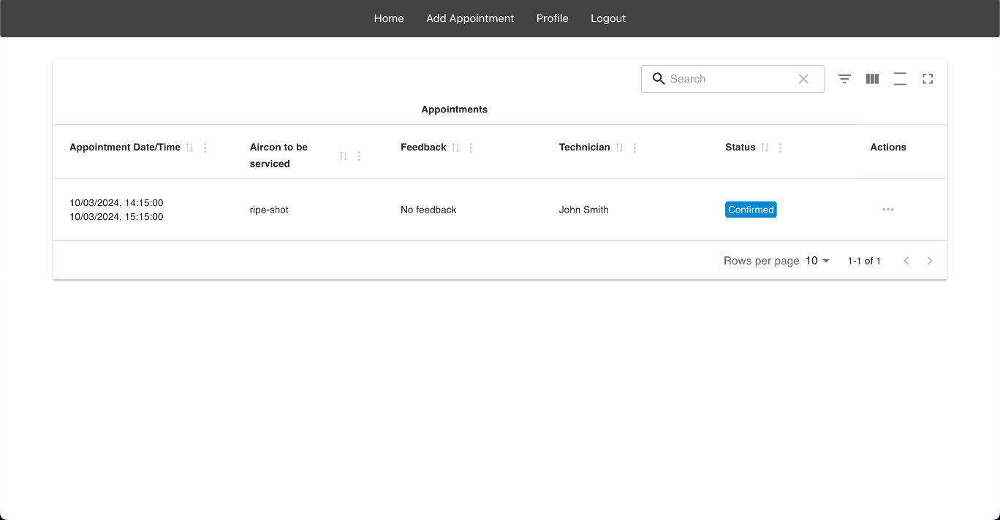 Home Add Appointment Profile Logout
Search
Appointments
Appointment Date/Time Aircon to be serviced Feedback Technician Status Actions
10/03/2024, 14:15:00
10/03/2024, 15:15:00
ripe-shot No feedback John Smith Confirmed
Rows per page 10 1-1 of 1